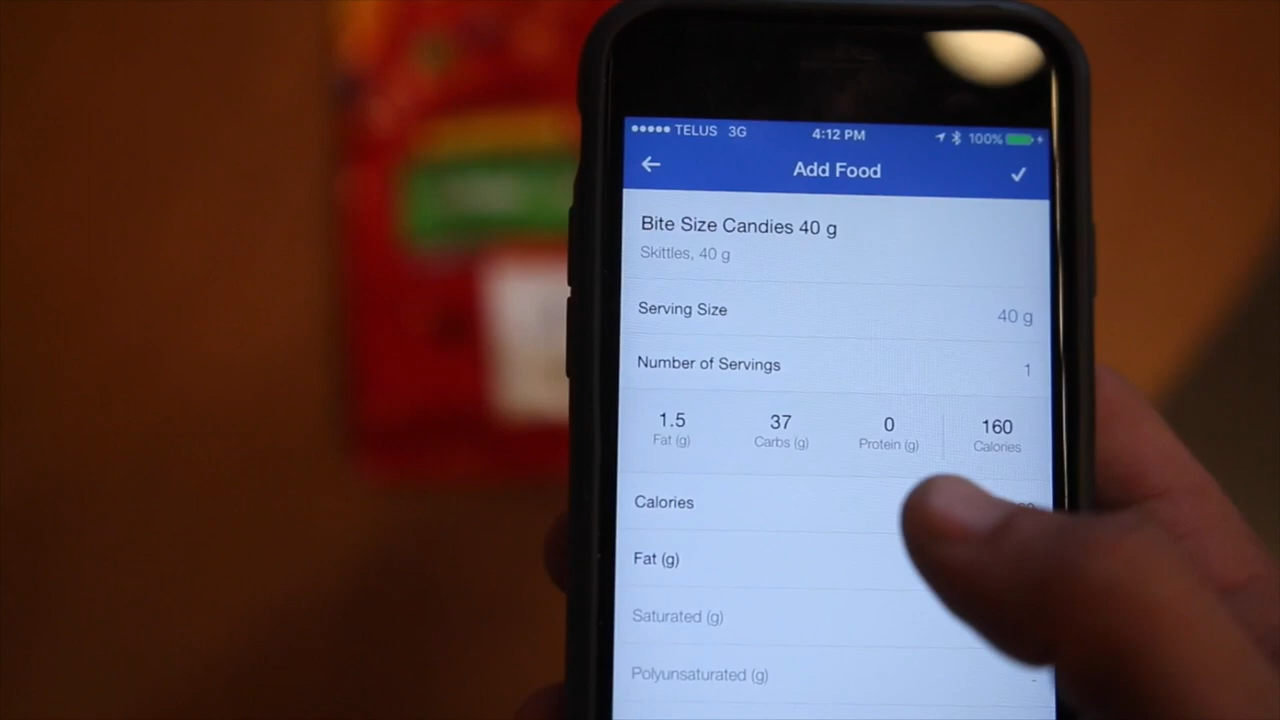 TELUS 3G 4:12 PM 100%
Add Food
Bite Size Candies 40 g
Skittles, 40 g
Serving Size 40 g
Number of Servings 1
1.5 37 0 160
Fat (g) Carbs (g) Protein (g) Calories
Calories
Fat (g)
Saturated (g)
Polyunsaturated (g) -